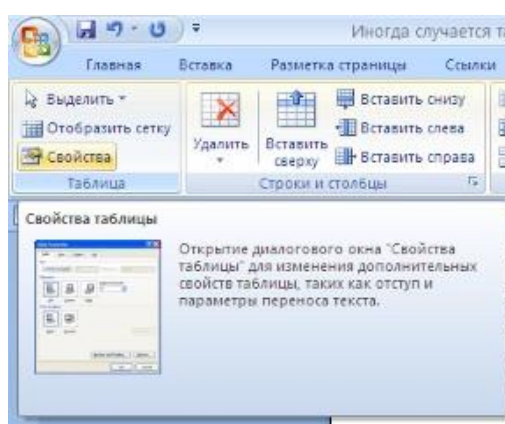 Иногда случается т
Главная Вставка Разметка страницы Ссылки
Выделить
Отобразить сетку
Свойства
Таблица
Удалить
Вставить сверху
Вставить снизу
Вставить слева
Вставить справа
Строки и столбцы
Свойства таблицы
Открытие диалогового окна "Свойства
таблицы" для изменения дополнительных
свойств таблицы, таких как отступ и
параметры переноса текста.